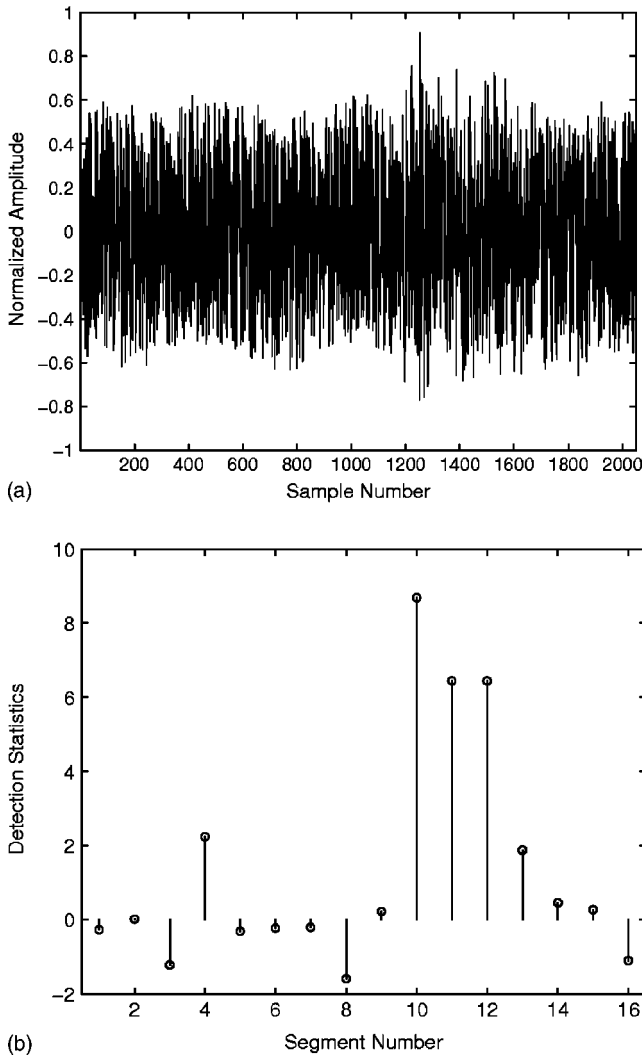 1
0.8
0.6
0.4
0.2
0
−0.2
−0.4
−0.6
−0.8
−1
Normalized Amplitude
200 400 600 800 1000 1200 1400 1600 1800 2000
Sample Number
(a)
10
8
6
4
2
0
−2
Detection Statistics
2 4 6 8 10 12 14 16
Segment Number
(b)